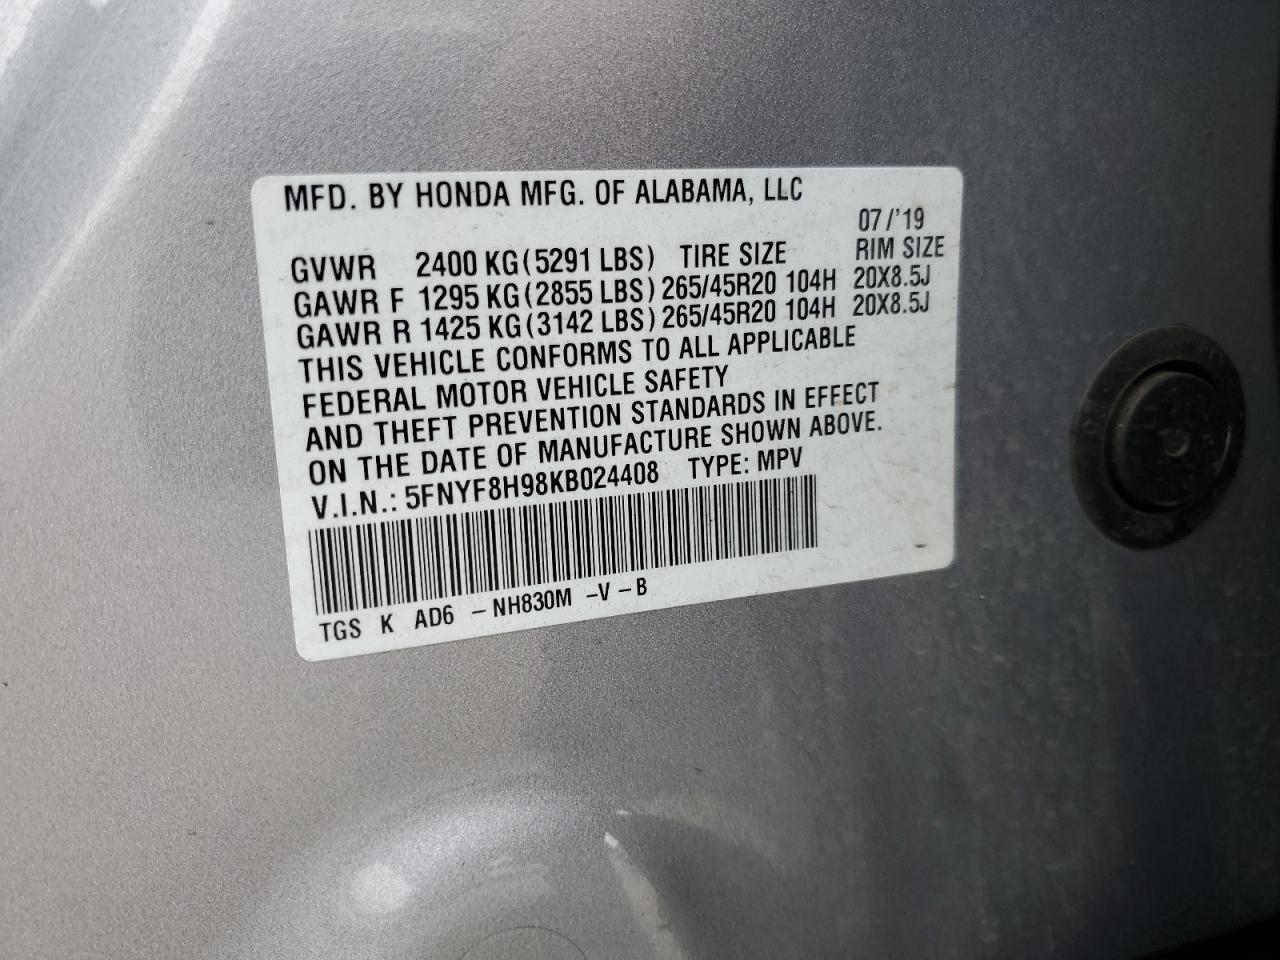 MFD. BY HONDA MFG. OF ALABAMA, LLC
07/'19
GVWR 2400 KG(5291 LBS) TIRE SIZE RIM SIZE
GAWR F 1295 KG(2855 LBS) 265/45R20 104H 20X8.5J
GAWR R 1425 KG(3142 LBS) 265/45R20 104H 20X8.5J
THIS VEHICLE CONFORMS TO ALL APPLICABLE
FEDERAL MOTOR VEHICLE SAFETY
AND THEFT PREVENTION STANDARDS IN EFFECT
ON THE DATE OF MANUFACTURE SHOWN ABOVE.
V.I.N.: 5FNYF8H98KB024408 TYPE: MPV
TGS K AD6 -NH830M -V-B